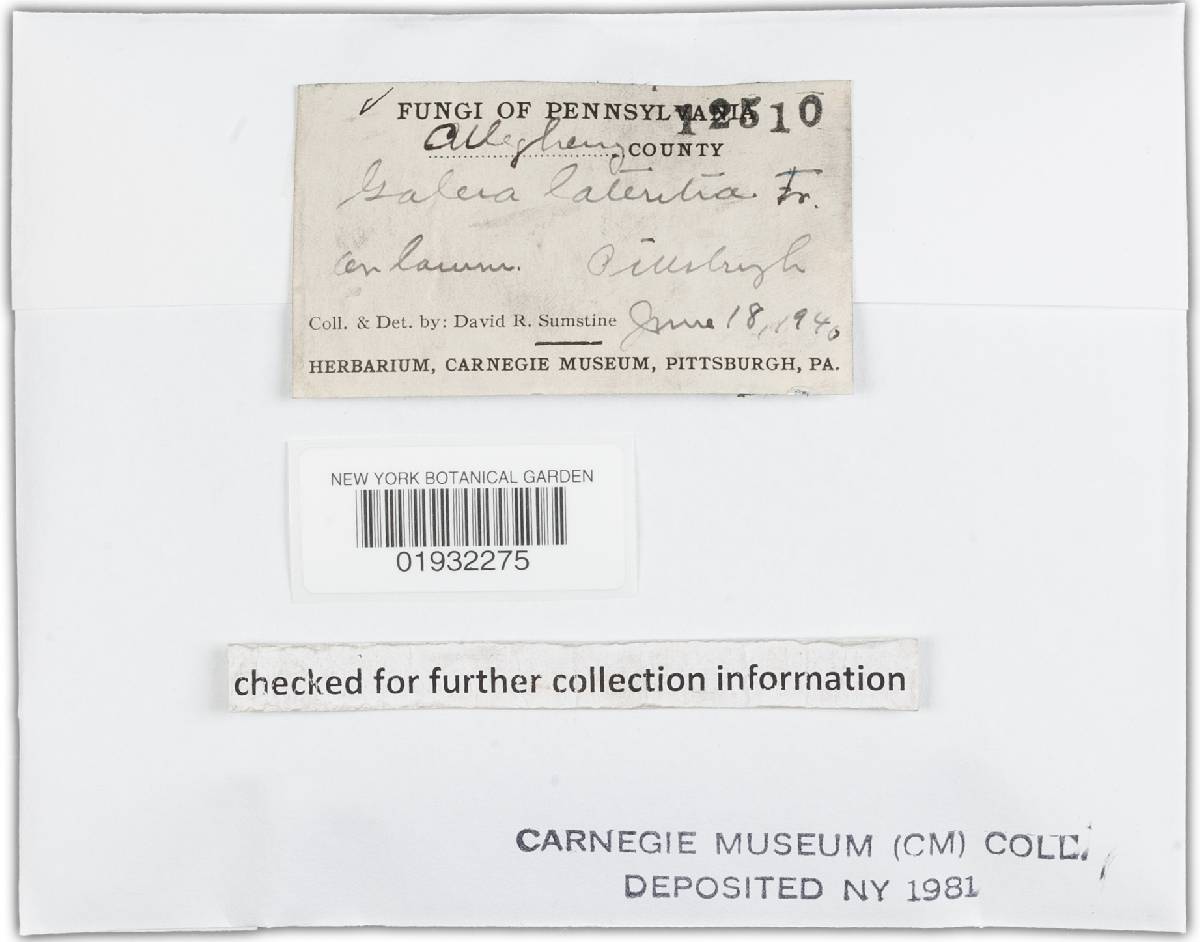 ✓ FUNGI OF PENNSYLVANIA 12510
Allegheny COUNTY
Galera lateritia Fr.
on lawn. Pittsburgh
Coll. & Det. by: David R. Sumstine June 18, 1940
HERBARIUM, CARNEGIE MUSEUM, PITTSBURGH, PA.
NEW YORK BOTANICAL GARDEN
01932275
checked for further collection information
CARNEGIE MUSEUM (CM) COLL.
DEPOSITED NY 1981